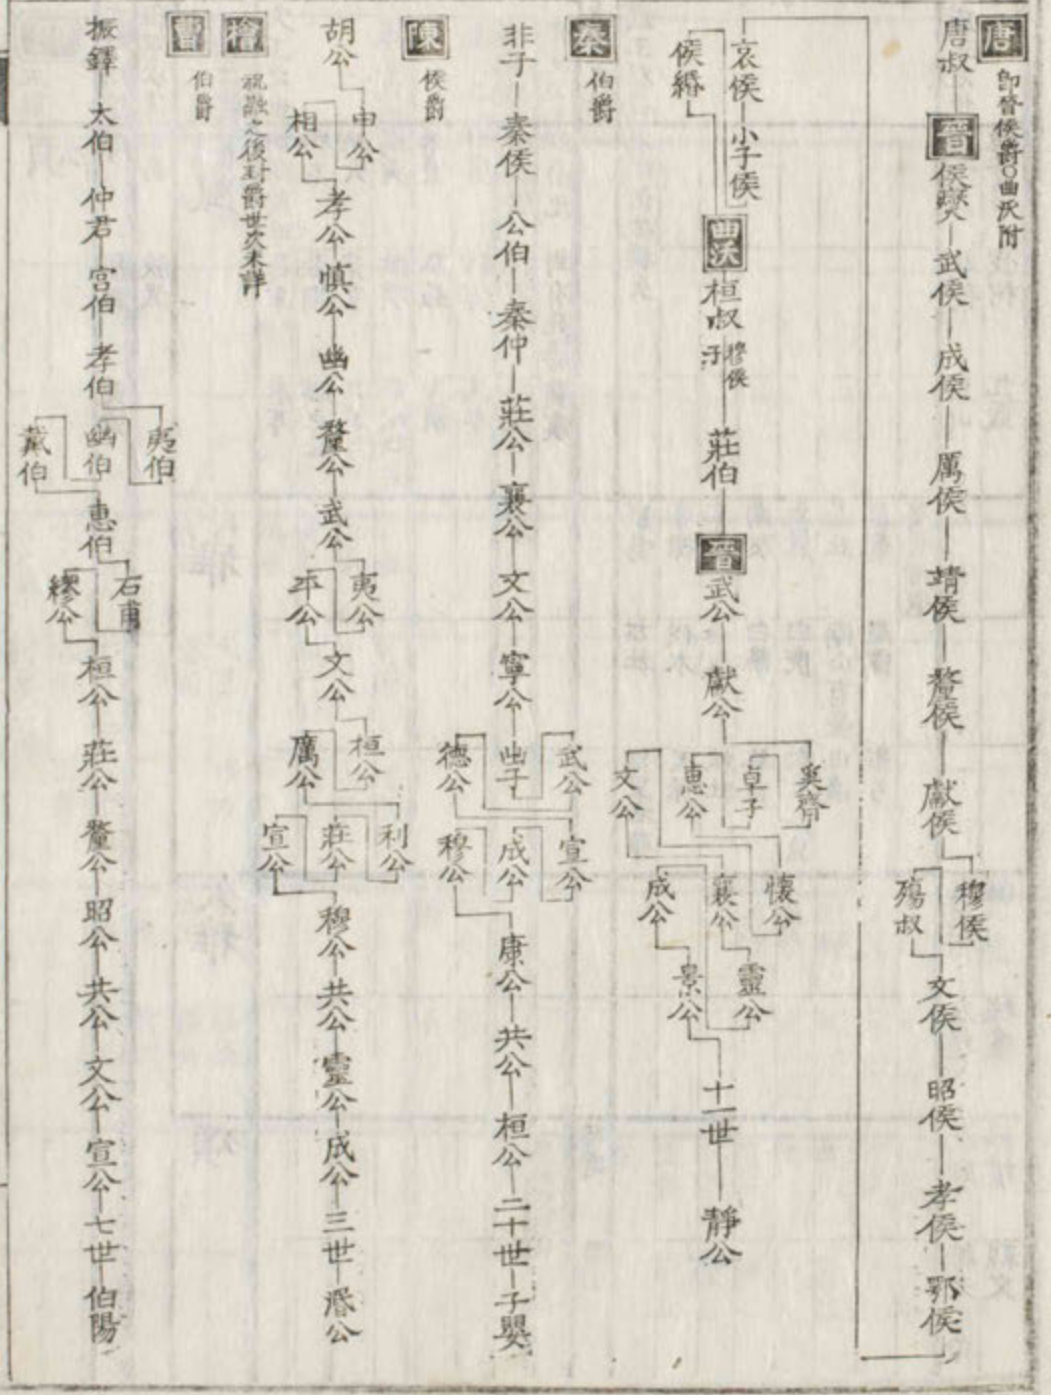 唐
卽晉侯爵○曲沃附
唐叔 晉 侯燮 武侯 成侯 厲侯 靖侯 釐侯 獻侯
穆侯
殤叔
文侯 昭侯 孝侯 鄂侯
哀侯 小子侯
侯緡
曲沃 桓叔 穆侯子 莊伯 晉 武公 獻公
奚齊
卓子
惠公
文公
懷公
襄公
成公
靈公
景公
十一世 靜公
秦
伯爵
非子 秦侯 公伯 秦仲 莊公 襄公 文公 寧公
武公
出子
德公
宣公
成公
穆公
康公 共公 桓公 二十世 子嬰
陳
侯爵
胡公
申公
相公
孝公 愼公 幽公 釐公 武公
夷公
平公
文公
桓公
厲公
利公
莊公
宣公
穆公 共公 靈公 成公 三世 湣公
檜
祝融之後封爵世次未詳
曹
伯爵
振鐸 太伯 仲君 宮伯 孝伯
夷伯
幽伯
戴伯
惠伯
石甫
繆公
桓公 莊公 釐公 昭公 共公 文公 宣公 七世 伯陽